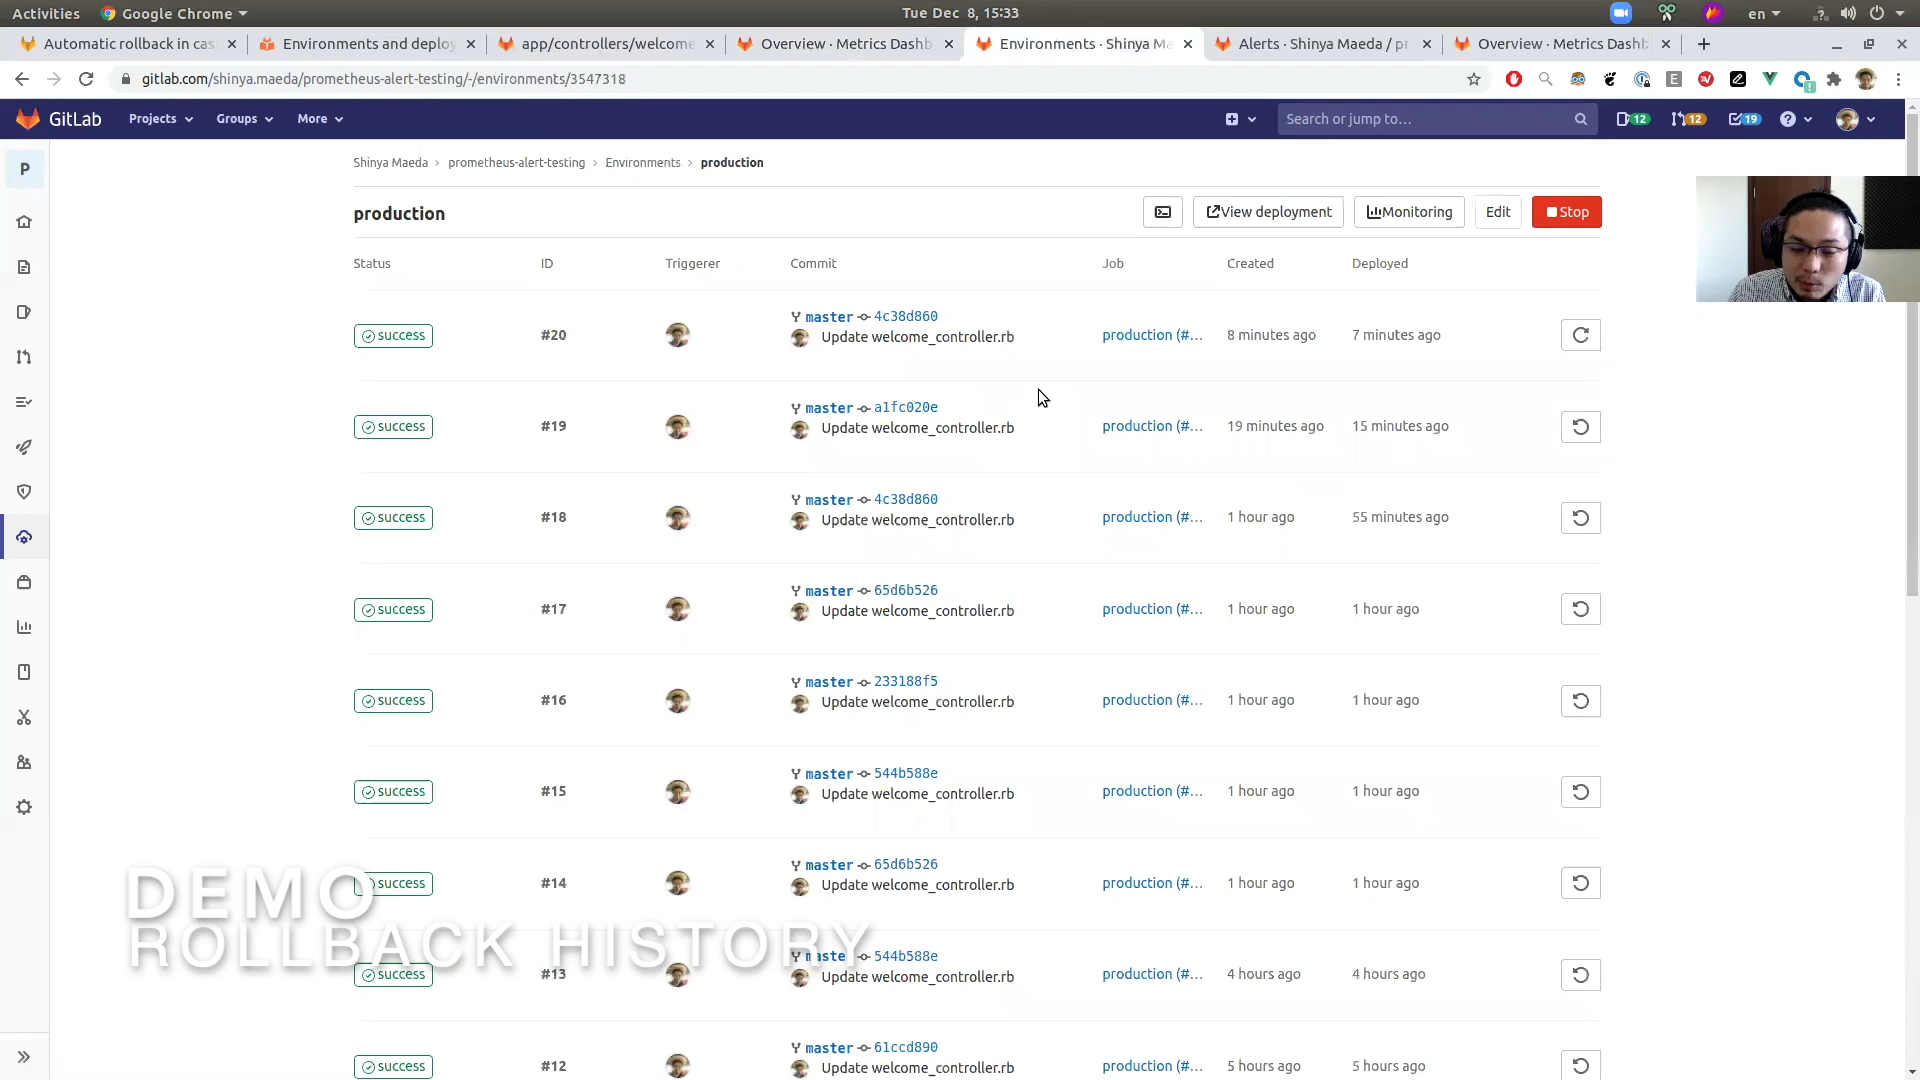 Activities Google Chrome Tue Dec 8, 15:33 en
Automatic rollback in cas Environments and deploy app/controllers/welcome Overview · Metrics Dashb Environments · Shinya Ma Alerts · Shinya Maeda / pr Overview · Metrics Dashb
gitlab.com/shinya.maeda/prometheus-alert-testing/-/environments/3547318
GitLab Projects Groups More Search or jump to... 12 12 19
P
Shinya Maeda › prometheus-alert-testing › Environments › production
production View deployment Monitoring Edit Stop
Status ID Triggerer Commit Job Created Deployed
master 4c38d860
success #20 Update welcome_controller.rb production (#... 8 minutes ago 7 minutes ago
master a1fc020e
success #19 Update welcome_controller.rb production (#... 19 minutes ago 15 minutes ago
master 4c38d860
success #18 Update welcome_controller.rb production (#... 1 hour ago 55 minutes ago
master 65d6b526
success #17 Update welcome_controller.rb production (#... 1 hour ago 1 hour ago
master 233188f5
success #16 Update welcome_controller.rb production (#... 1 hour ago 1 hour ago
master 544b588e
success #15 Update welcome_controller.rb production (#... 1 hour ago 1 hour ago
master 65d6b526
success #14 Update welcome_controller.rb production (#... 1 hour ago 1 hour ago
DEMO
ROLLBACK HISTORY
master 544b588e
success #13 Update welcome_controller.rb production (#... 4 hours ago 4 hours ago
master 61ccd890
success #12 Update welcome_controller.rb production (#... 5 hours ago 5 hours ago